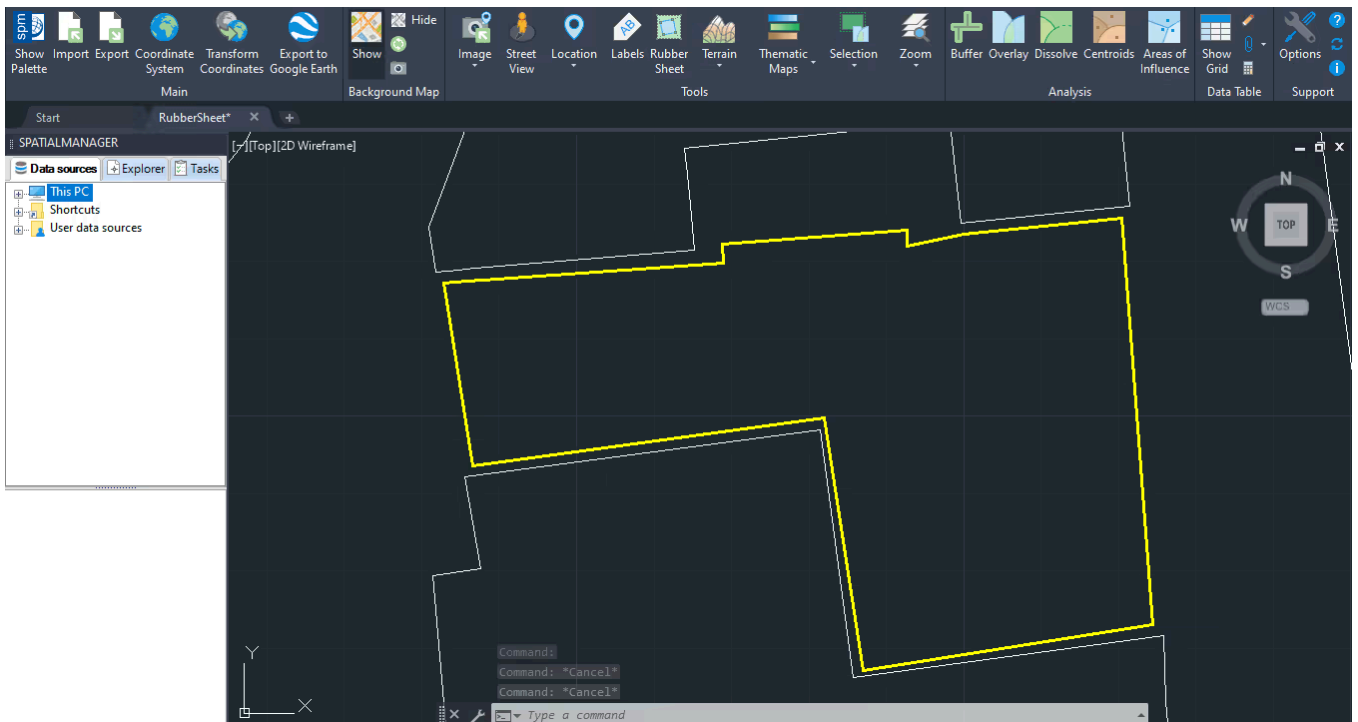 spm
Show Palette
Import
Export
Coordinate System
Transform Coordinates
Export to Google Earth
Main
Show
Hide
Background Map
Image
Street View
Location
Labels
Rubber Sheet
Terrain
Thematic Maps
Selection
Zoom
Tools
Buffer
Overlay
Dissolve
Centroids
Areas of Influence
Analysis
Show Grid
Data Table
Options
Support
Start
RubberSheet*
SPATIALMANAGER
Data sources
Explorer
Tasks
This PC
Shortcuts
User data sources
[-][Top][2D Wireframe]
N
W
TOP
E
S
WCS
Y
X
Command:
Command: *Cancel*
Command: *Cancel*
Type a command